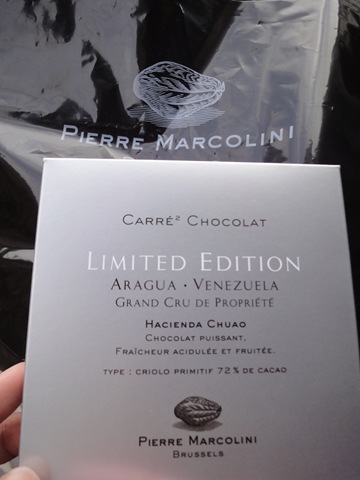 PIERRE MARCOLINI
CARRÉ² CHOCOLAT
LIMITED EDITION
ARAGUA · VENEZUELA
GRAND CRU DE PROPRIÉTÉ
HACIENDA CHUAO
CHOCOLAT PUISSANT,
FRAÎCHEUR ACIDULÉE ET FRUITÉE.
TYPE : CRIOLO PRIMITIF 72% DE CACAO
PIERRE MARCOLINI
BRUSSELS